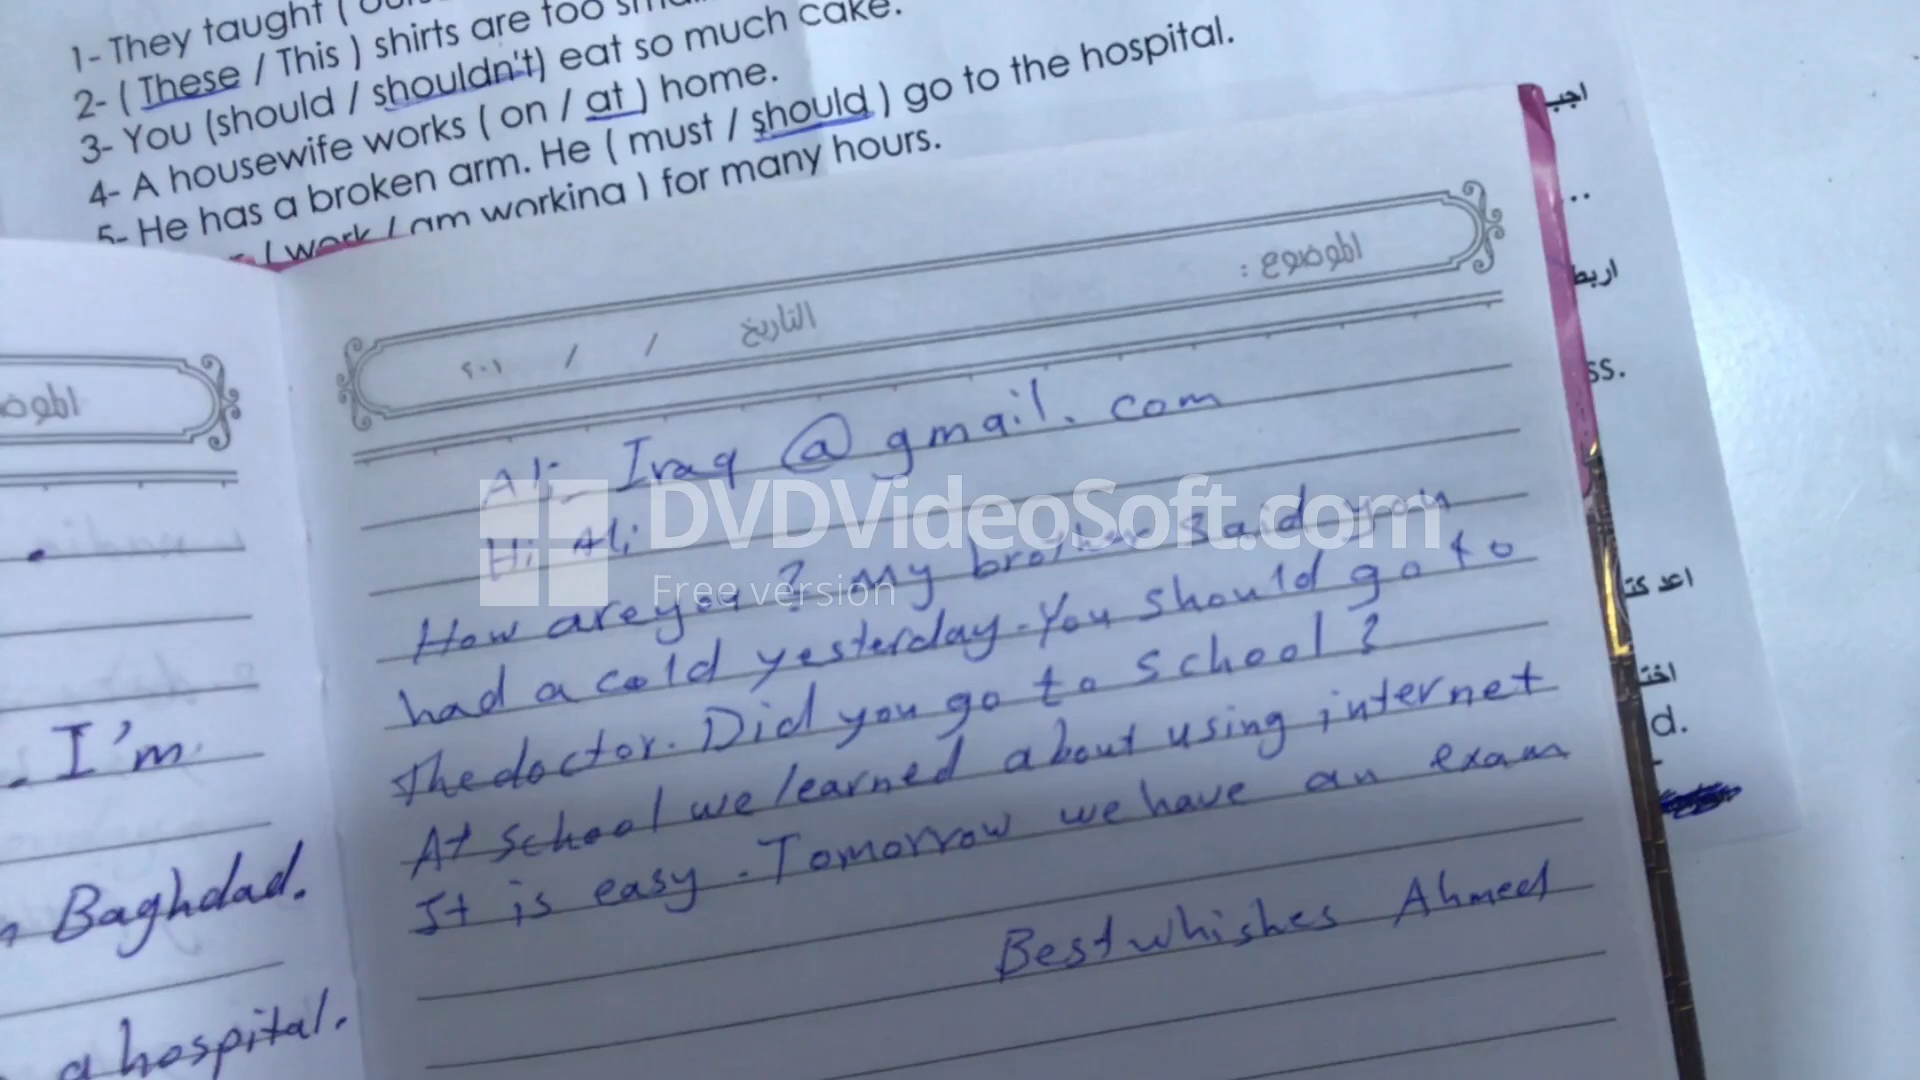 1- They taught (
2- ( These / This ) shirts are too
3- You (should / shouldn't) eat so much cake.
4- A housewife works ( on / at ) home.
5- He has a broken arm. He ( must / should ) go to the hospital.
( work / am working ) for many hours.
الموضوع :
التاريخ / / ٢٠١
Ali_Iraq@gmail.com
Hi Ali
How are you? My brother said you
had a cold yesterday. You should go to
the doctor. Did you go to school?
At school we learned about using internet
It is easy. Tomorrow we have an exam
Best whishes Ahmed
I'm
Baghdad.
a hospital.
اجب
اربط
ss.
d.
DVDVideoSoft.com
Free version